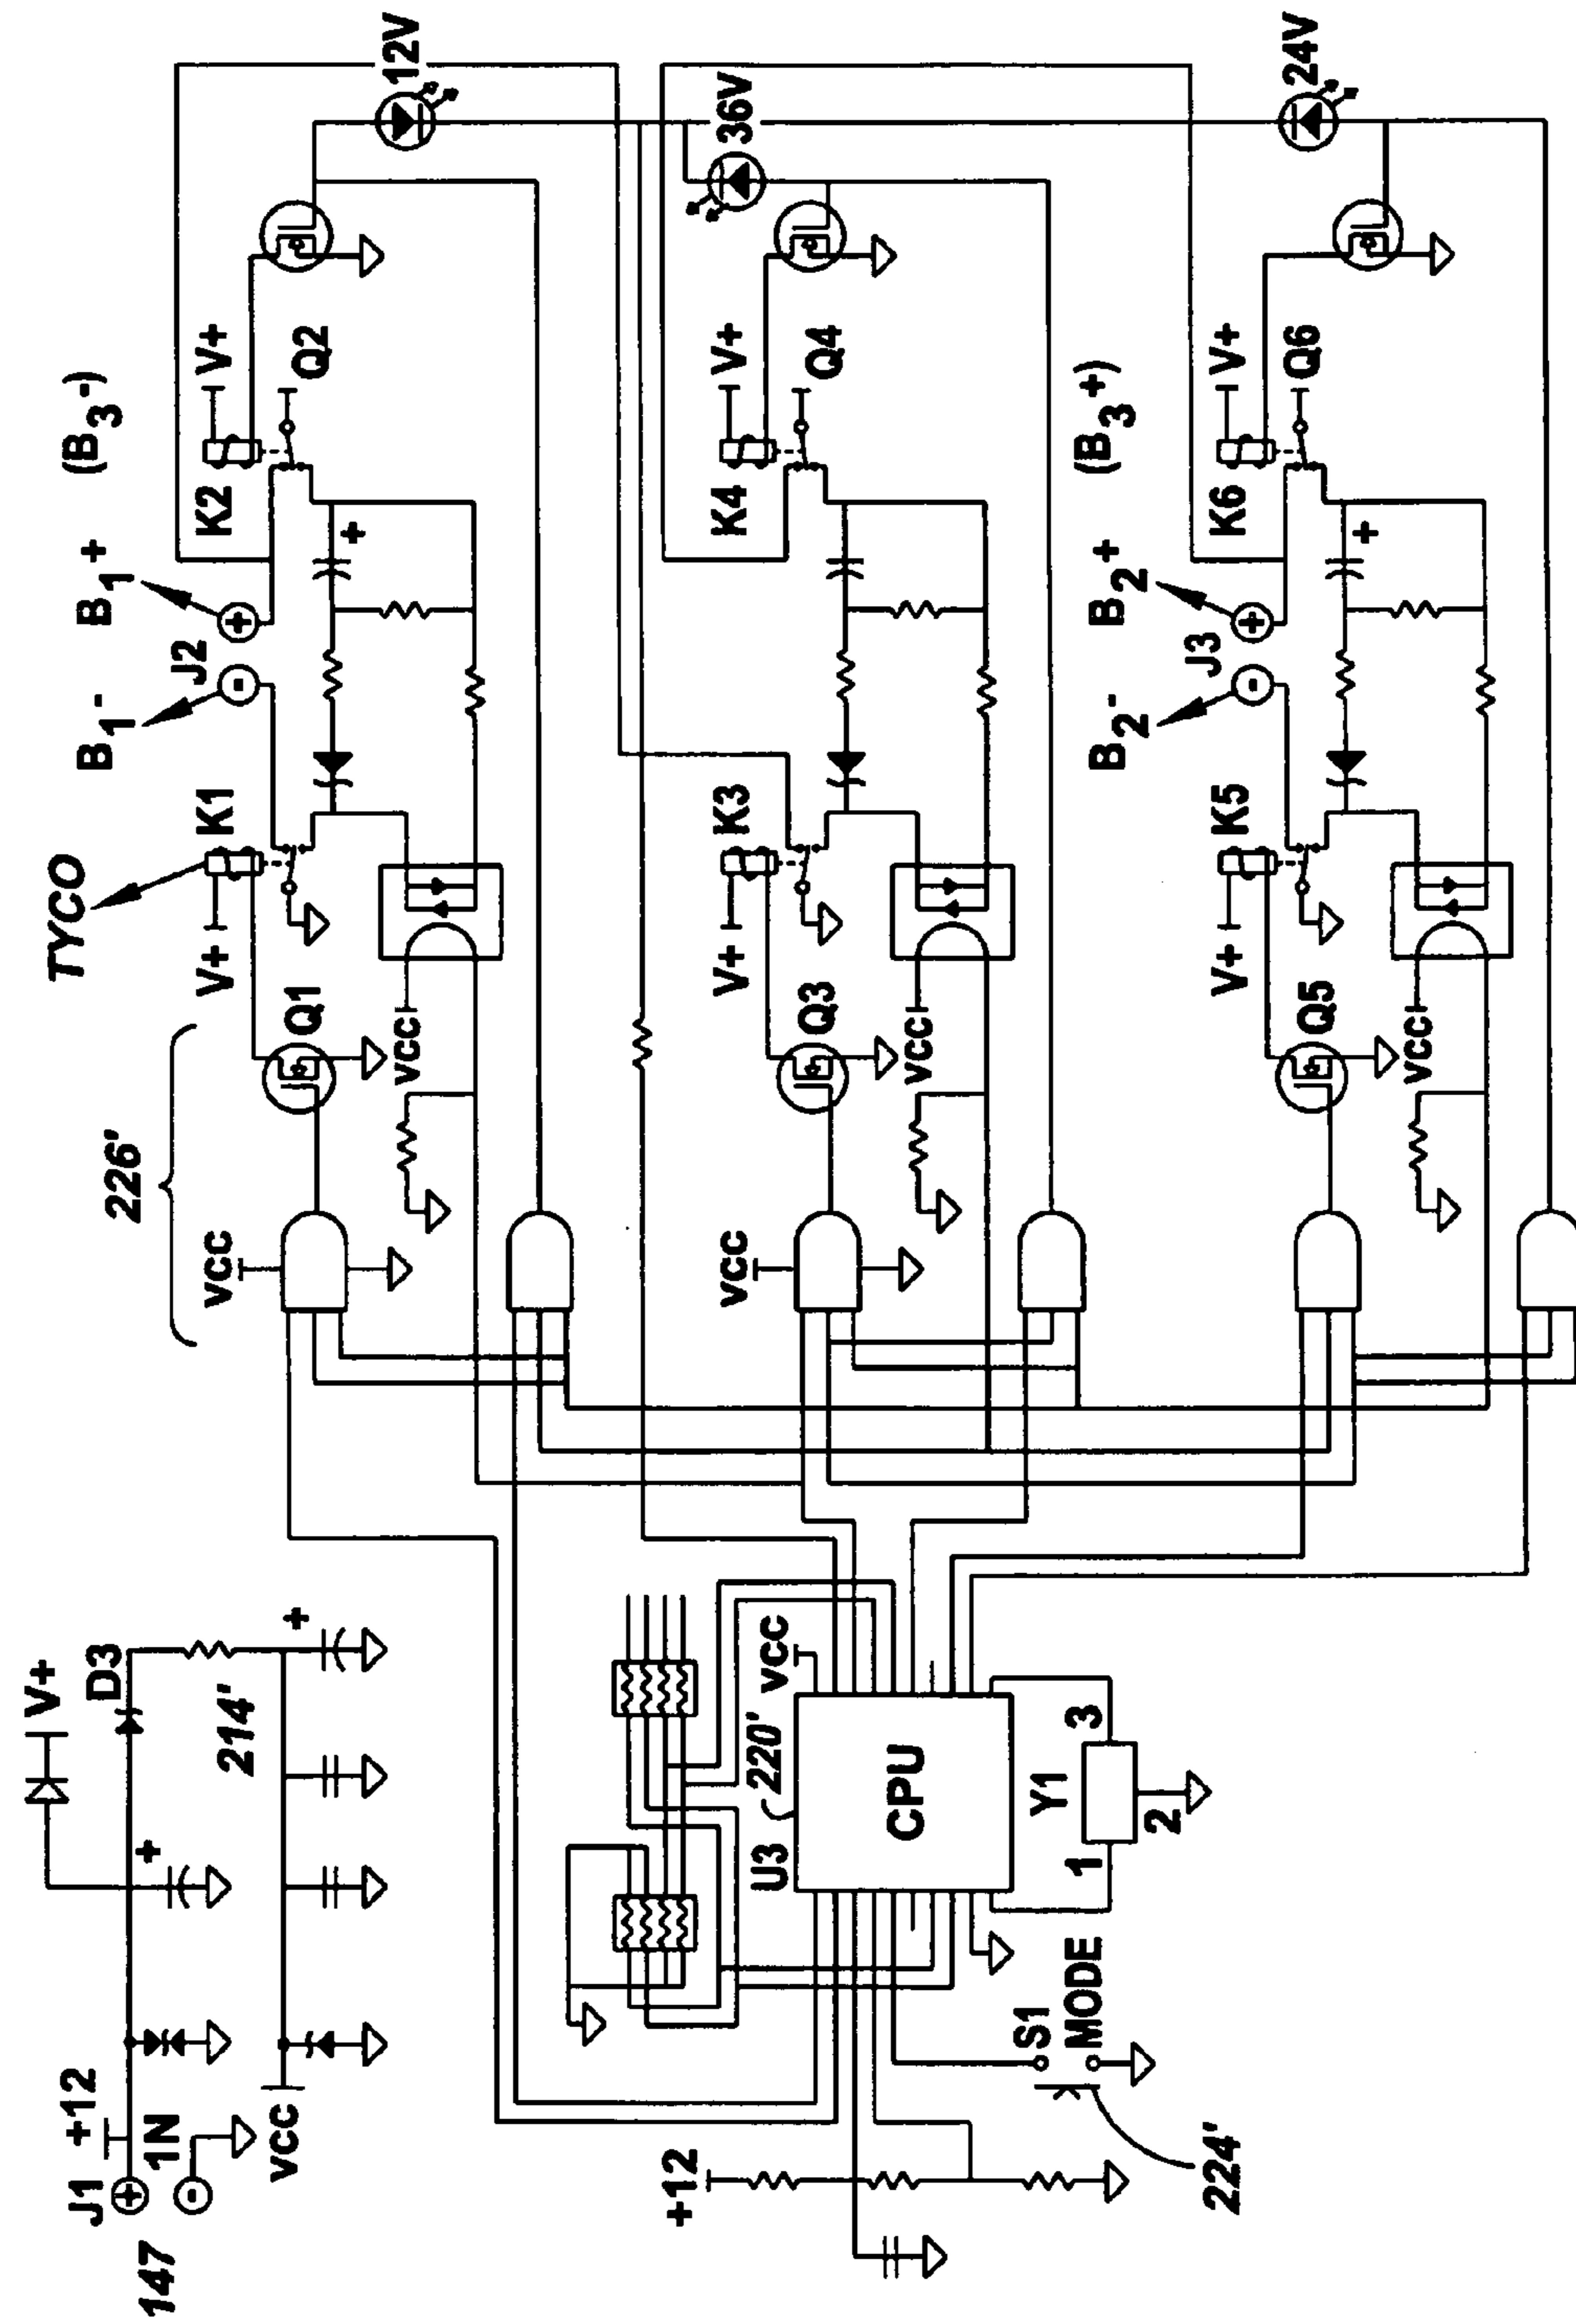 147
J1 +12
1N
VCC
V+
D3
214'
226'
TYCO
V+ K1
Q1
VCC
VCC
B1- B1+ (B3-)
J2
K2 V+
Q2
12V
VCC
V+ K3
Q3
VCC
K4 V+
Q4
36V
B2- B2+ (B3+)
J3
V+ K5
Q5
VCC
K6 V+
Q6
24V
+12
U3 220' VCC
CPU
1 Y1 3
2
S1
MODE
224'